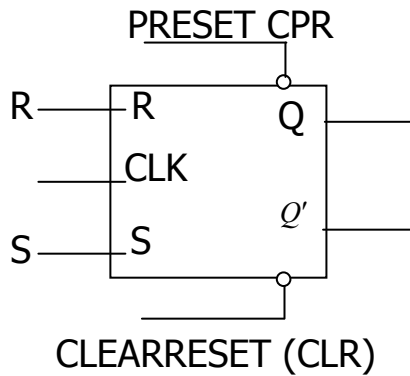 PRESET CPR
R R Q
CLK
Q'
S S
CLEARRESET (CLR)